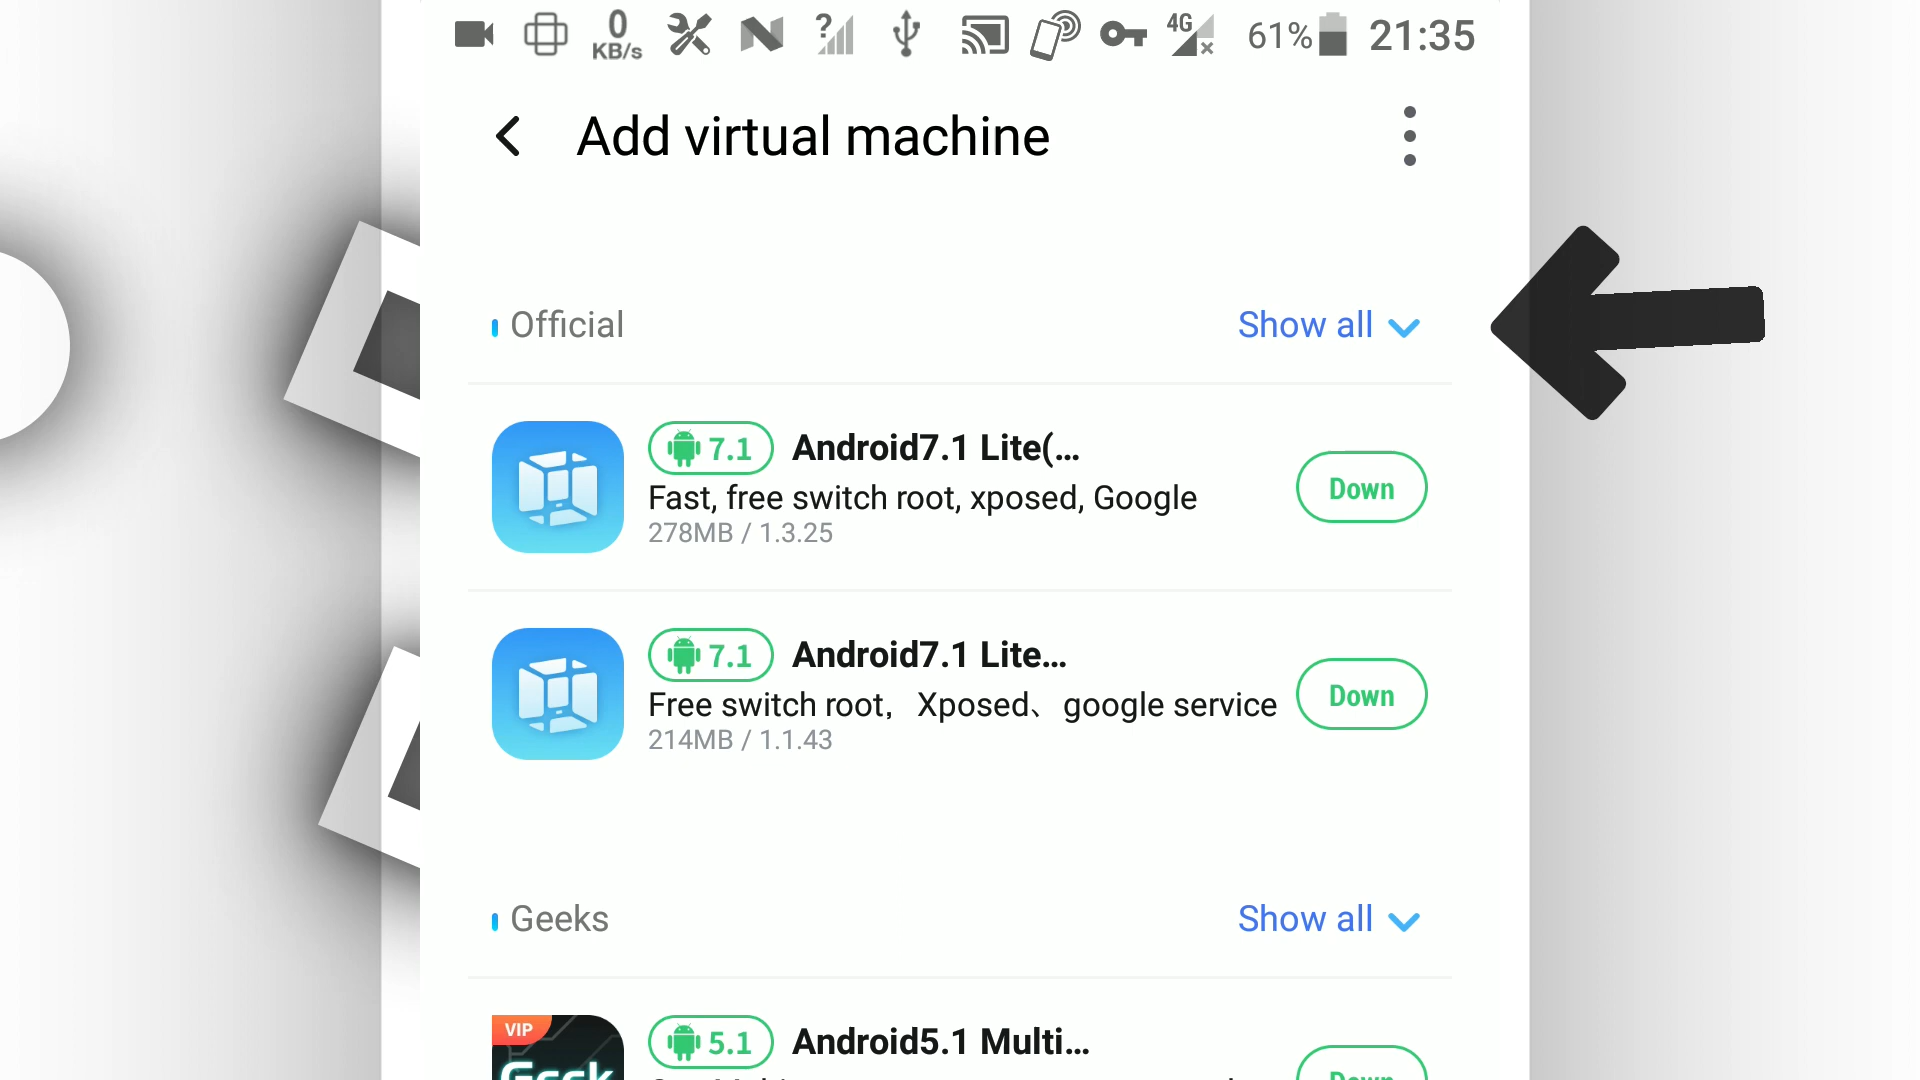 0
KB/s
?
4G
61%
21:35
Add virtual machine
Official
Show all
7.1
Android7.1 Lite(...
Fast, free switch root, xposed, Google
278MB / 1.3.25
Down
7.1
Android7.1 Lite...
Free switch root， Xposed、google service
214MB / 1.1.43
Down
Geeks
Show all
VIP
Geek
5.1
Android5.1 Multi...
Down